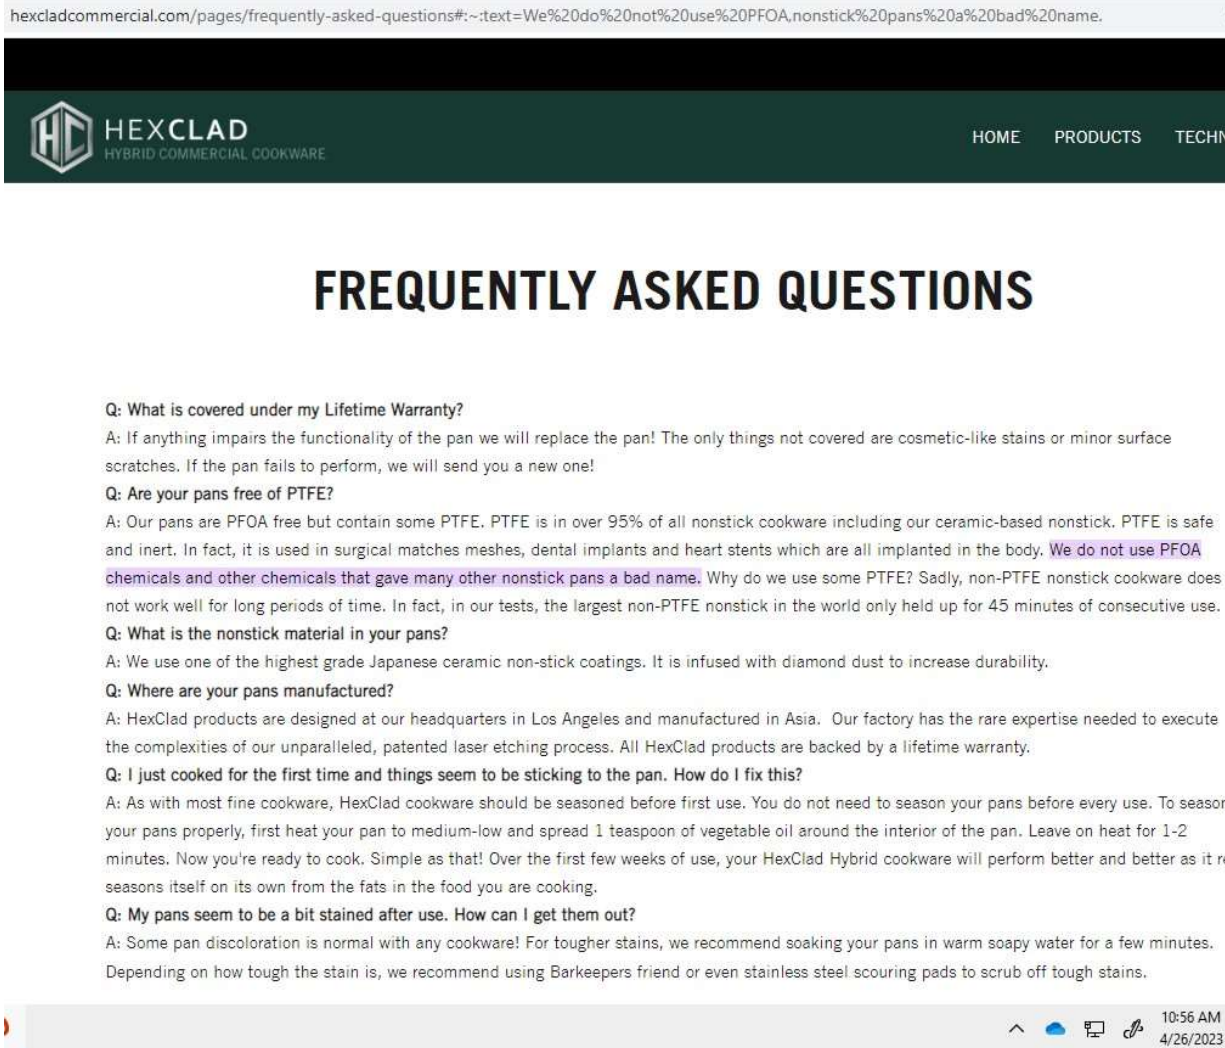 hexcladcommercial.com/pages/frequently-asked-questions#:~:text=We%20do%20not%20use%20PFOA,nonstick%20pans%20a%20bad%20name.
HC HEXCLAD
HYBRID COMMERCIAL COOKWARE
HOME PRODUCTS TECHN
FREQUENTLY ASKED QUESTIONS
Q: What is covered under my Lifetime Warranty?
A: If anything impairs the functionality of the pan we will replace the pan! The only things not covered are cosmetic-like stains or minor surface
scratches. If the pan fails to perform, we will send you a new one!
Q: Are your pans free of PTFE?
A: Our pans are PFOA free but contain some PTFE. PTFE is in over 95% of all nonstick cookware including our ceramic-based nonstick. PTFE is safe
and inert. In fact, it is used in surgical matches meshes, dental implants and heart stents which are all implanted in the body. We do not use PFOA
chemicals and other chemicals that gave many other nonstick pans a bad name. Why do we use some PTFE? Sadly, non-PTFE nonstick cookware does
not work well for long periods of time. In fact, in our tests, the largest non-PTFE nonstick in the world only held up for 45 minutes of consecutive use.
Q: What is the nonstick material in your pans?
A: We use one of the highest grade Japanese ceramic non-stick coatings. It is infused with diamond dust to increase durability.
Q: Where are your pans manufactured?
A: HexClad products are designed at our headquarters in Los Angeles and manufactured in Asia. Our factory has the rare expertise needed to execute
the complexities of our unparalleled, patented laser etching process. All HexClad products are backed by a lifetime warranty.
Q: I just cooked for the first time and things seem to be sticking to the pan. How do I fix this?
A: As with most fine cookware, HexClad cookware should be seasoned before first use. You do not need to season your pans before every use. To season
your pans properly, first heat your pan to medium-low and spread 1 teaspoon of vegetable oil around the interior of the pan. Leave on heat for 1-2
minutes. Now you're ready to cook. Simple as that! Over the first few weeks of use, your HexClad Hybrid cookware will perform better and better as it re
seasons itself on its own from the fats in the food you are cooking.
Q: My pans seem to be a bit stained after use. How can I get them out?
A: Some pan discoloration is normal with any cookware! For tougher stains, we recommend soaking your pans in warm soapy water for a few minutes.
Depending on how tough the stain is, we recommend using Barkeepers friend or even stainless steel scouring pads to scrub off tough stains.
10:56 AM
4/26/2023